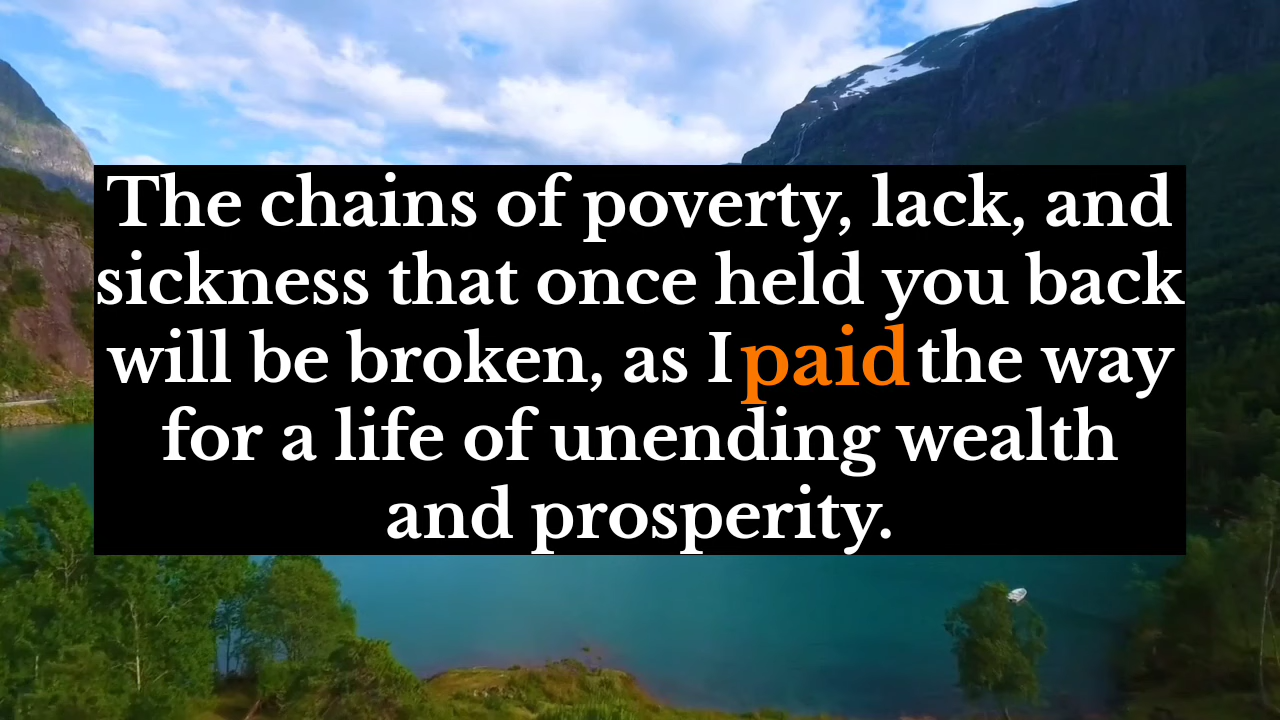 The chains of poverty, lack, and
sickness that once held you back
will be broken, as I paid the way
for a life of unending wealth
and prosperity.